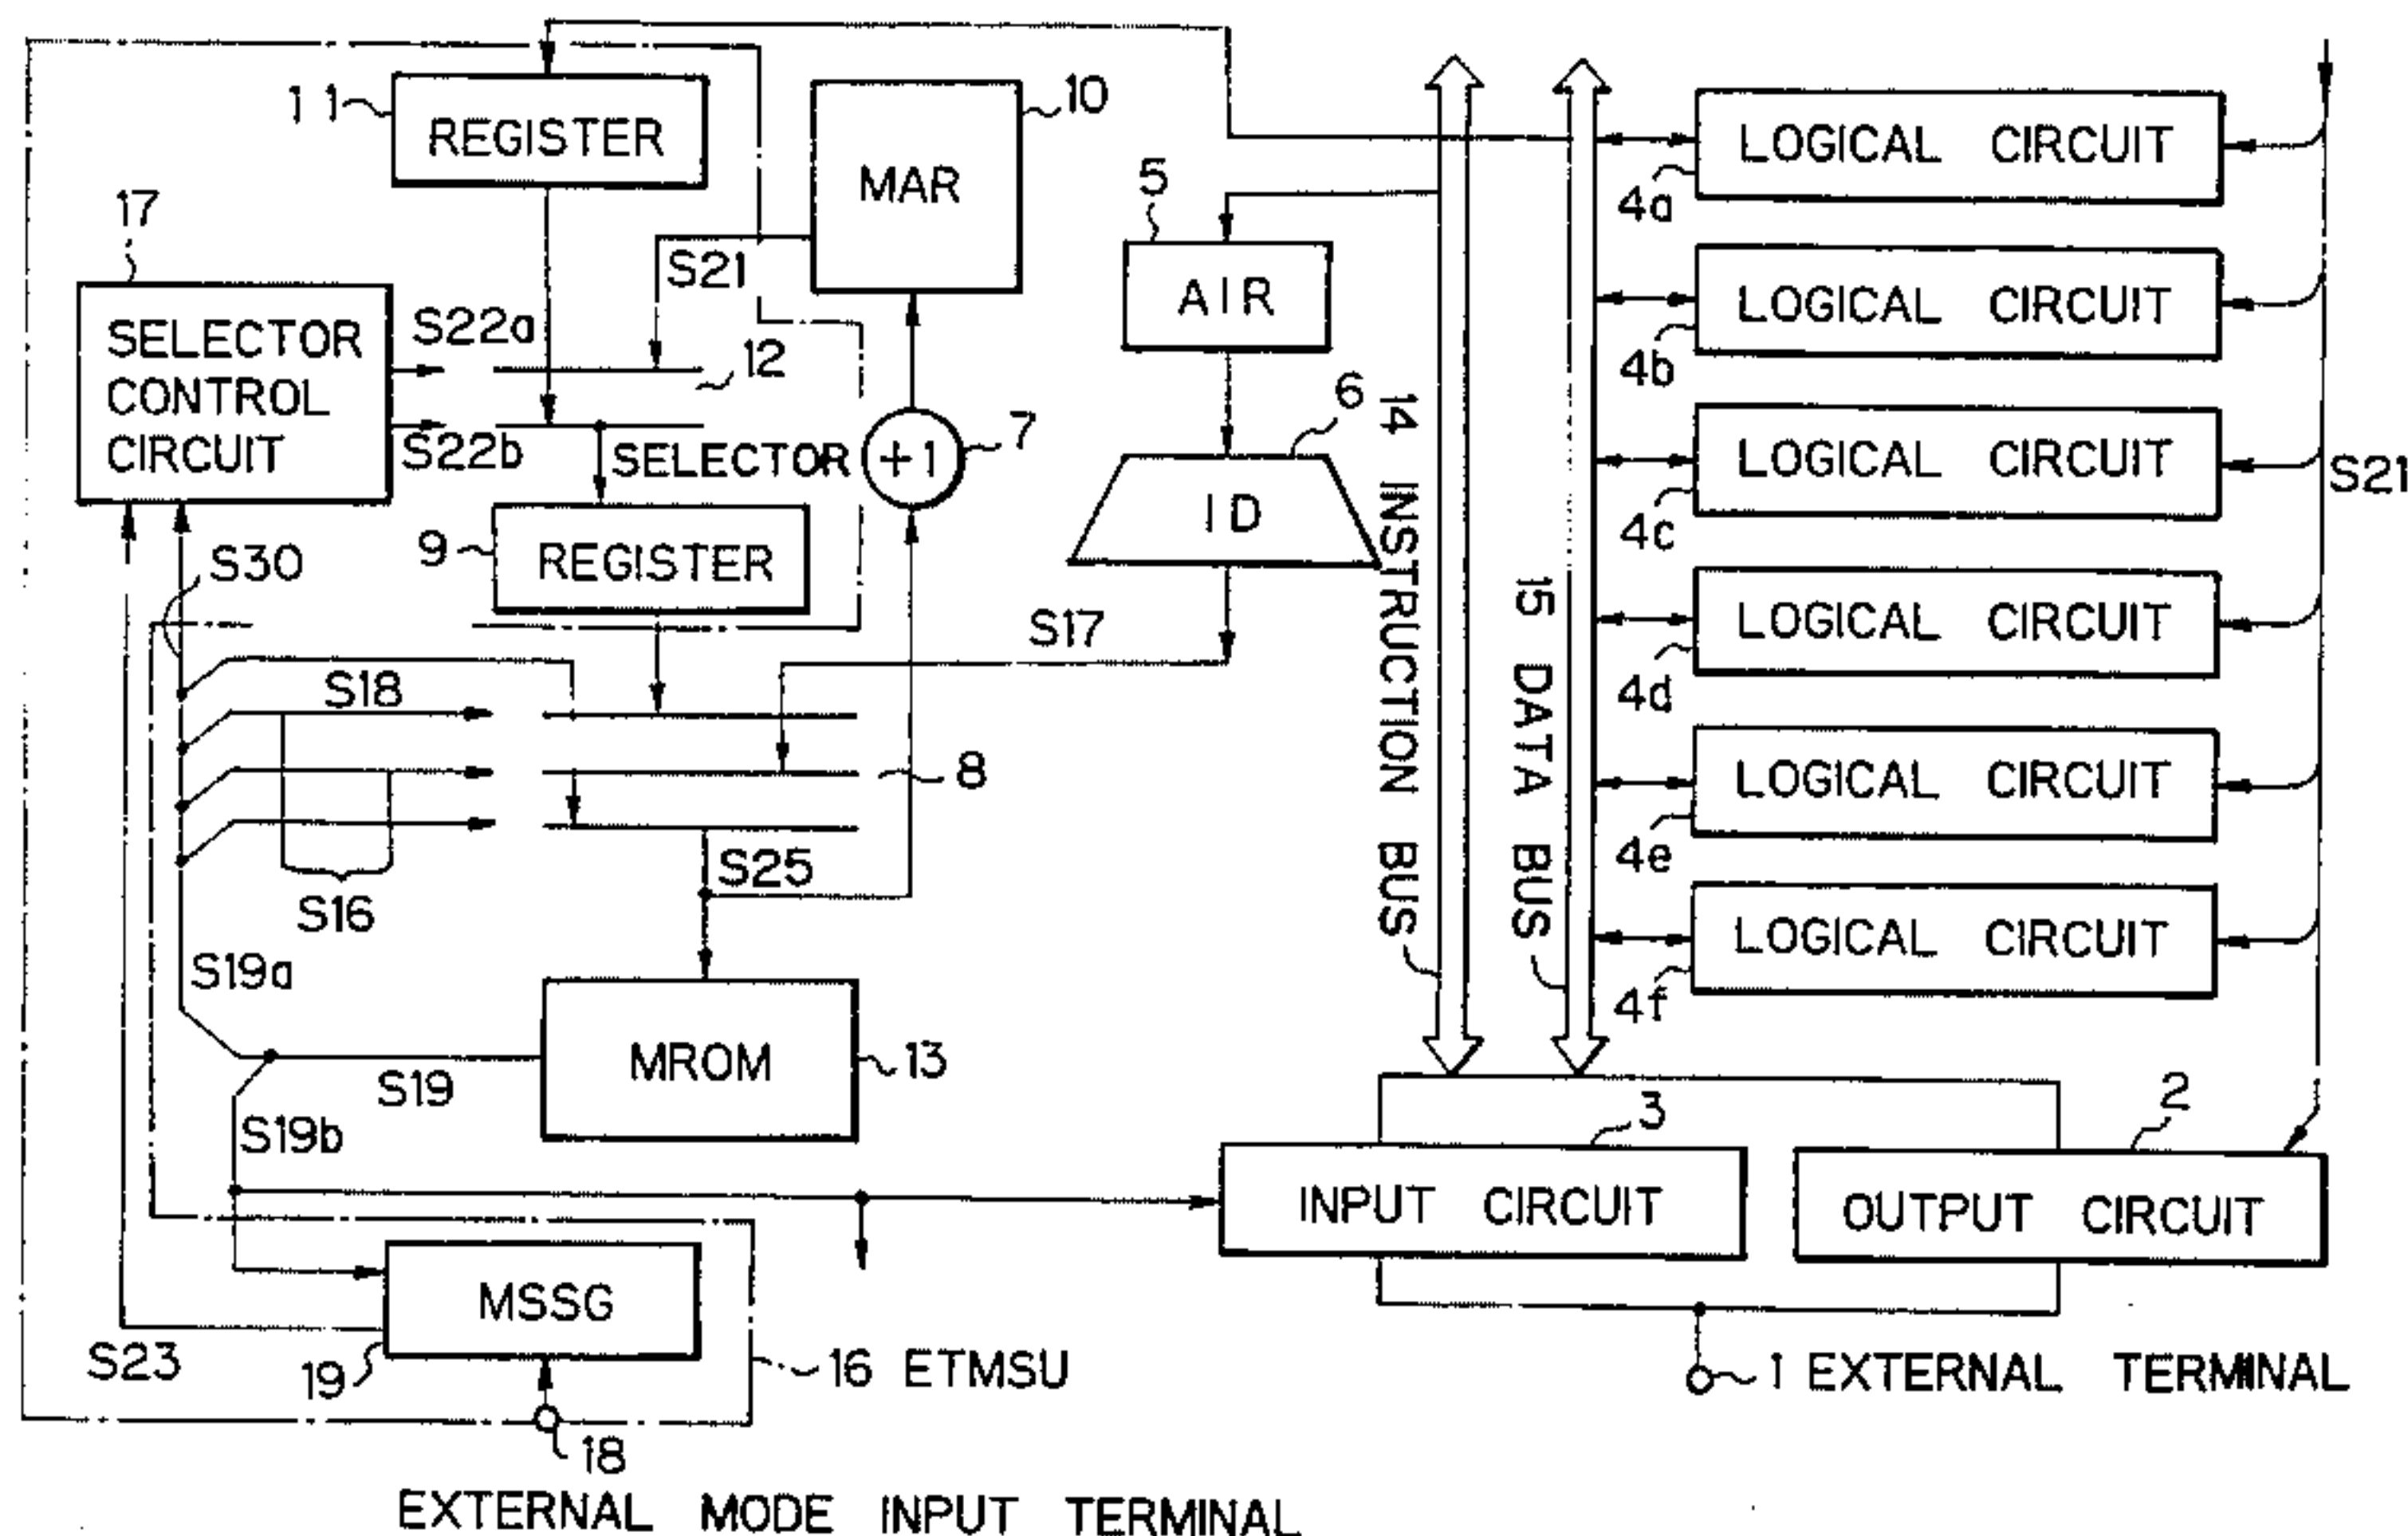 11
REGISTER
10
MAR
LOGICAL CIRCUIT
4a
17
SELECTOR
CONTROL
CIRCUIT
S22a
S22b
S21
12
SELECTOR
+1
7
5
AIR
6
ID
14 INSTRUCTION BUS
15 DATA BUS
LOGICAL CIRCUIT
4b
LOGICAL CIRCUIT
4c
S21
LOGICAL CIRCUIT
4d
LOGICAL CIRCUIT
4e
LOGICAL CIRCUIT
4f
9
REGISTER
S30
S17
S18
8
S16
S25
S19a
MROM
13
S19
S19b
3
INPUT CIRCUIT
2
OUTPUT CIRCUIT
MSSG
S23
19
16 ETMSU
1 EXTERNAL TERMINAL
18
EXTERNAL MODE INPUT TERMINAL